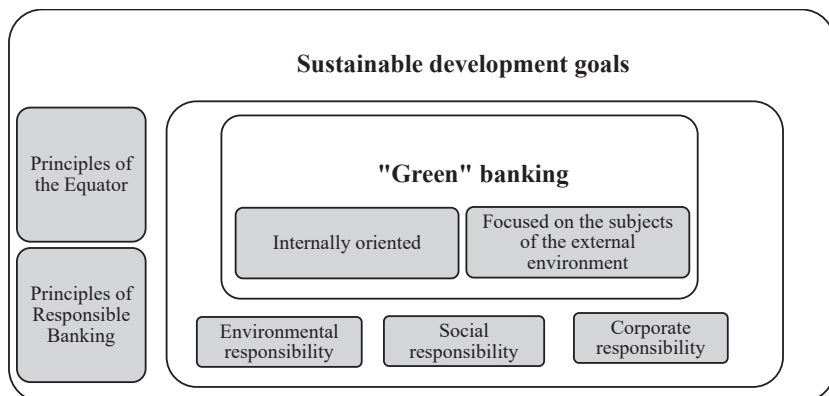 Sustainable development goals
Principles of
the Equator
"Green" banking
Internally oriented
Focused on the subjects
of the external
environment
Principles of
Responsible
Banking
Environmental
responsibility
Social
responsibility
Corporate
responsibility